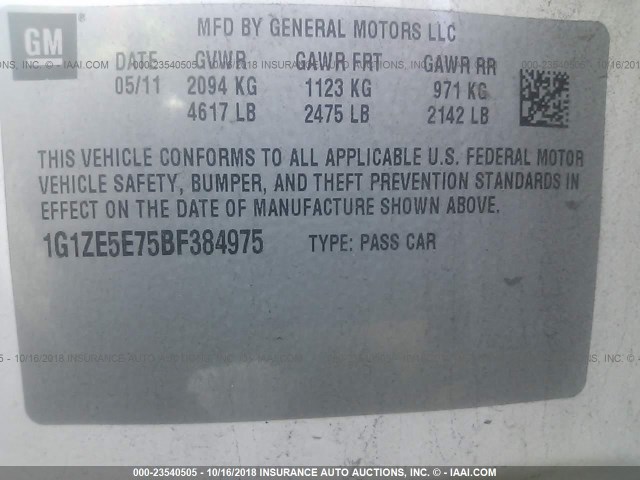 GM
MFD BY GENERAL MOTORS LLC
DATE GVWR GAWR FRT GAWR RR
05/11 2094 KG 1123 KG 971 KG
4617 LB 2475 LB 2142 LB
THIS VEHICLE CONFORMS TO ALL APPLICABLE U.S. FEDERAL MOTOR
VEHICLE SAFETY, BUMPER, AND THEFT PREVENTION STANDARDS IN
EFFECT ON THE DATE OF MANUFACTURE SHOWN ABOVE.
1G1ZE5E75BF384975 TYPE: PASS CAR
000-23540505 - 10/16/2018 INSURANCE AUTO AUCTIONS, INC. - © IAAI.COM